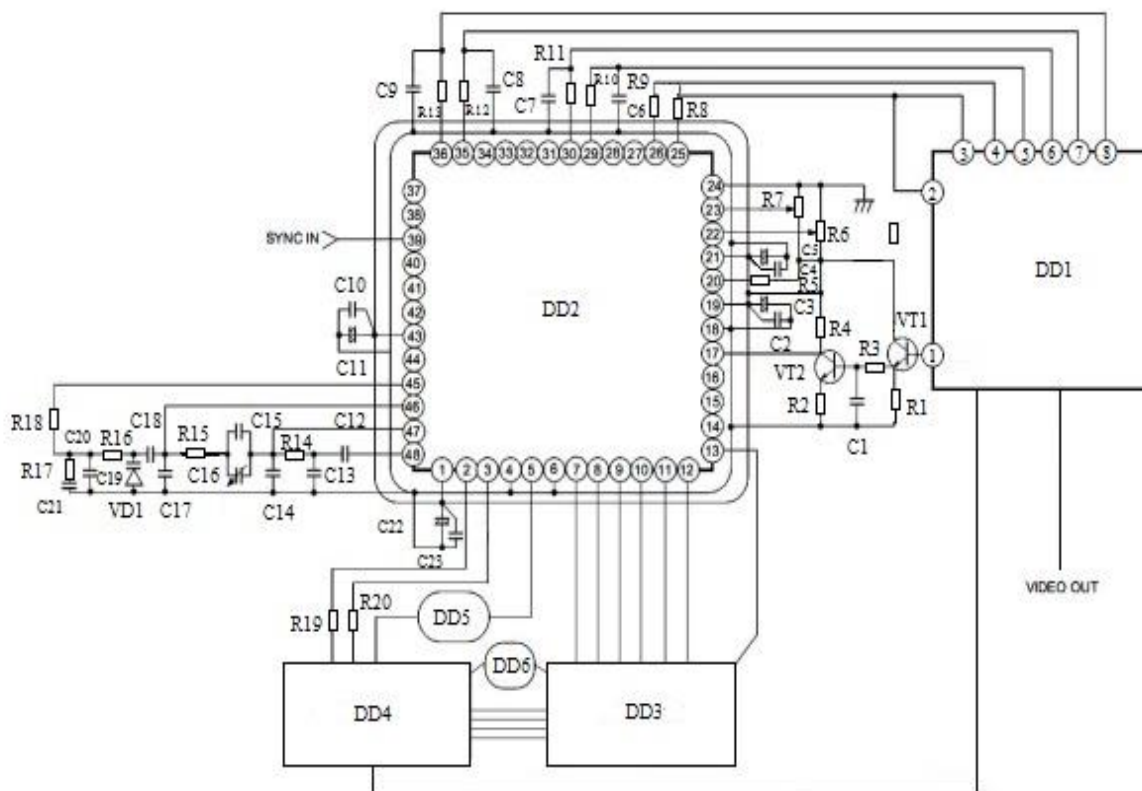 R11
C9
R13
R12
C8
C7
R10
R9
C6
R8
36 35 34 33 32 31 30 29 28 27 26 25
3 4 5 6 7 8
37
38
SYNC IN
39
40
41
42
43
44
45
46
47
48
24
23
22
21
20
19
18
17
16
15
14
13
DD2
2
DD1
1
R7
R6
C5
C4
R5
C3
C2
R4
VT1
R3
VT2
R2
R1
C1
C10
C11
R18
C20
R16
C18
R15
C15
R14
C12
R17
C19
C16
C13
C21
VD1
C17
C14
1 2 3 4 5 6 7 8 9 10 11 12
C22
C23
VIDEO OUT
R19
R20
DD5
DD6
DD4
DD3